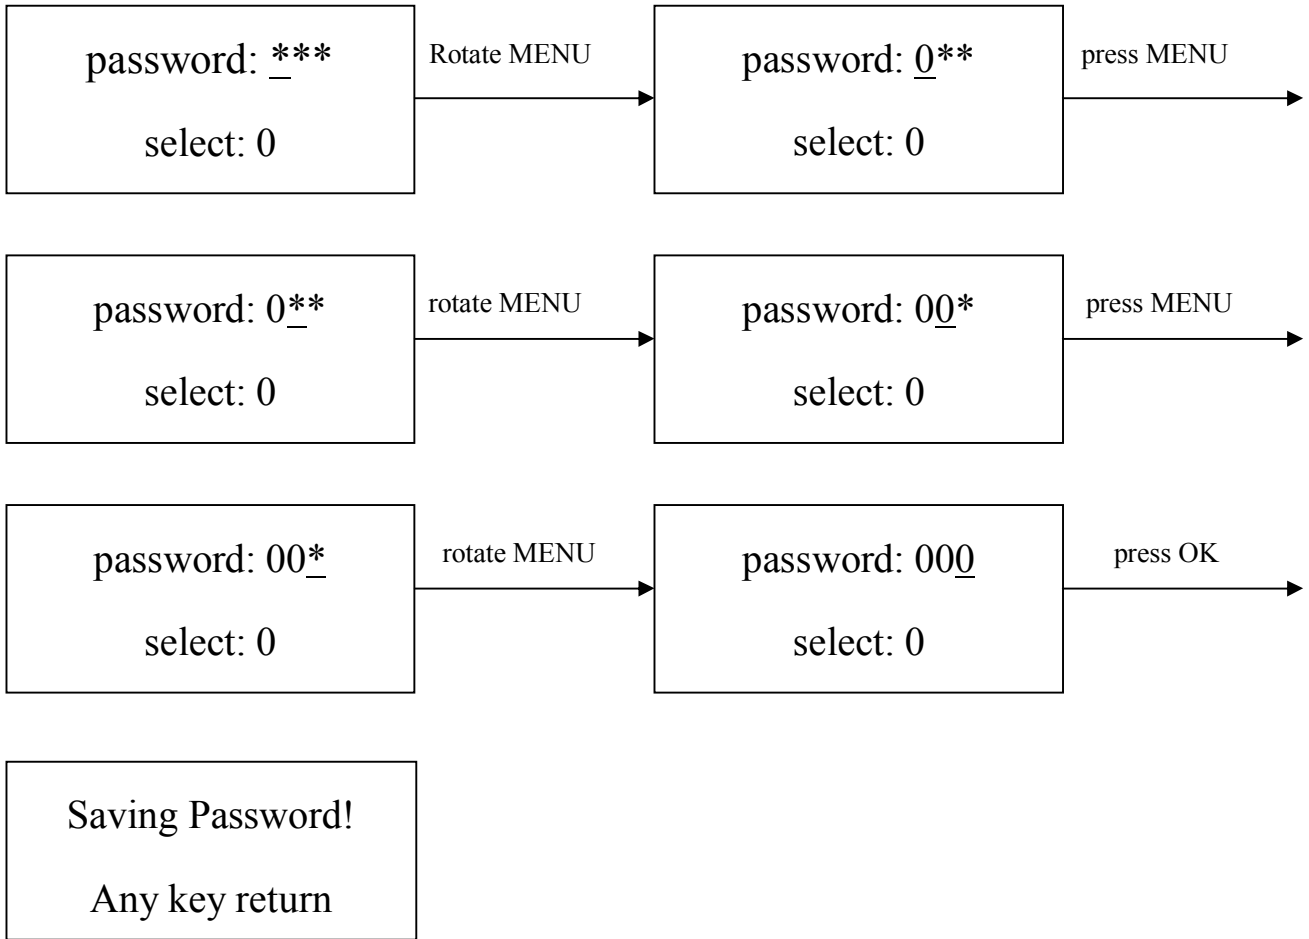 password: ***
select: 0
Rotate MENU
password: 0**
select: 0
press MENU
password: 0**
select: 0
rotate MENU
password: 00*
select: 0
press MENU
password: 00*
select: 0
rotate MENU
password: 000
select: 0
press OK
Saving Password!
Any key return